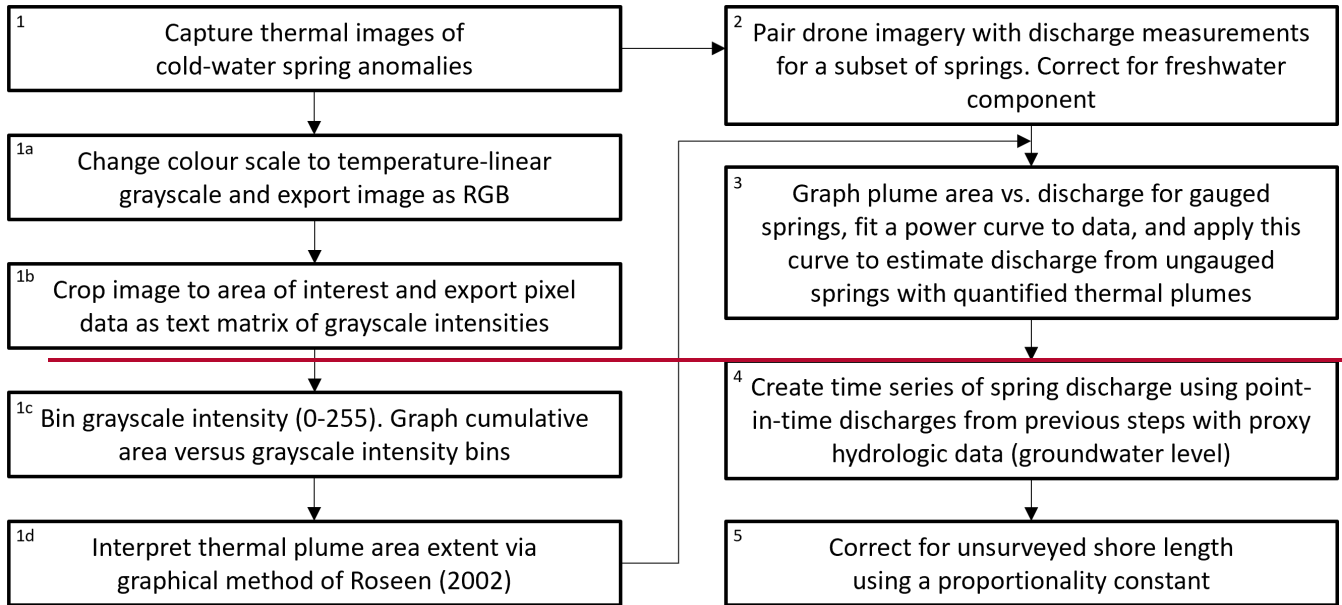 1
Capture thermal images of
cold-water spring anomalies
1a
Change colour scale to temperature-linear
grayscale and export image as RGB
1b
Crop image to area of interest and export pixel
data as text matrix of grayscale intensities
1c
Bin grayscale intensity (0-255). Graph cumulative
area versus grayscale intensity bins
1d
Interpret thermal plume area extent via
graphical method of Roseen (2002)
2
Pair drone imagery with discharge measurements
for a subset of springs. Correct for freshwater
component
3
Graph plume area vs. discharge for gauged
springs, fit a power curve to data, and apply this
curve to estimate discharge from ungauged
springs with quantified thermal plumes
4
Create time series of spring discharge using point-
in-time discharges from previous steps with proxy
hydrologic data (groundwater level)
5
Correct for unsurveyed shore length
using a proportionality constant